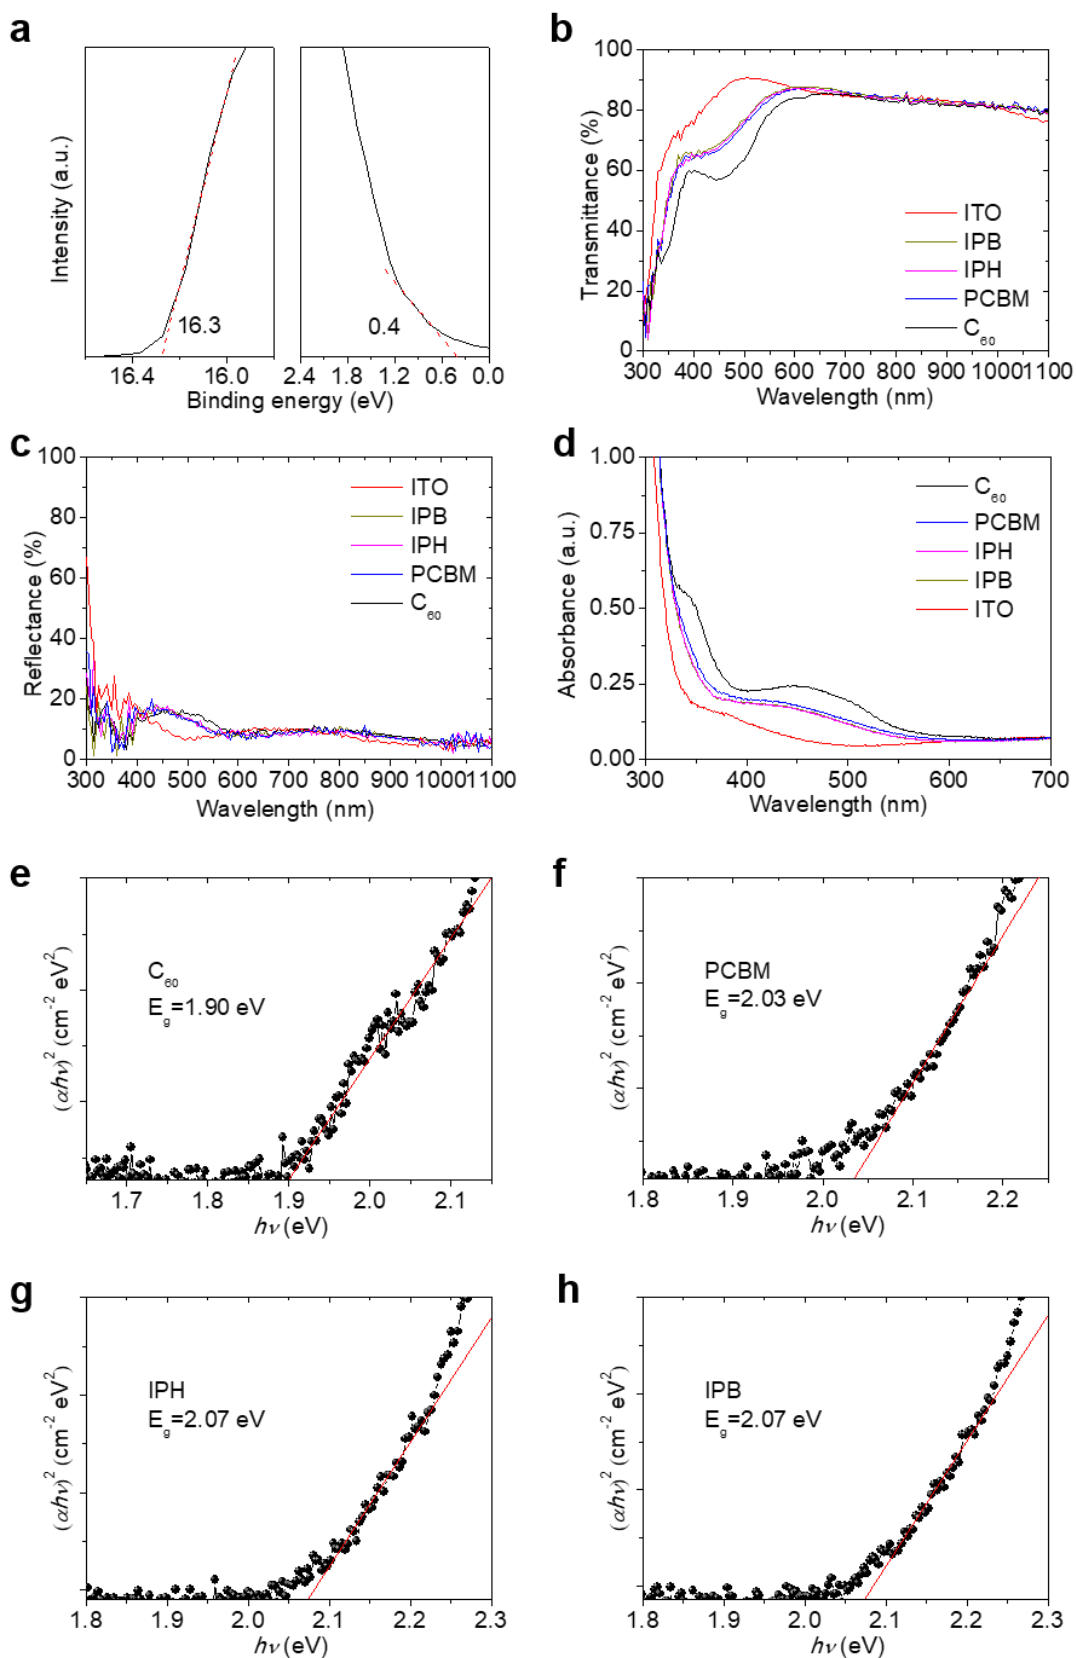 a
Intensity (a.u.)
16.3
0.4
16.4 16.0 2.4 1.8 1.2 0.6 0.0
Binding energy (eV)
b
Transmittance (%)
100
80
60
40
20
0
ITO
IPB
IPH
PCBM
C60
300 400 500 600 700 800 900 1000 1100
Wavelength (nm)
c
Reflectance (%)
100
80
60
40
20
0
ITO
IPB
IPH
PCBM
C60
300 400 500 600 700 800 900 1000 1100
Wavelength (nm)
d
Absorbance (a.u.)
1.00
0.75
0.50
0.25
0.00
C60
PCBM
IPH
IPB
ITO
300 400 500 600 700
Wavelength (nm)
e
(αhν)² (cm⁻² eV²)
C60
Eg=1.90 eV
1.7 1.8 1.9 2.0 2.1
hν (eV)
f
(αhν)² (cm⁻² eV²)
PCBM
Eg=2.03 eV
1.8 1.9 2.0 2.1 2.2
hν (eV)
g
(αhν)² (cm⁻² eV²)
IPH
Eg=2.07 eV
1.8 1.9 2.0 2.1 2.2 2.3
hν (eV)
h
(αhν)² (cm⁻² eV²)
IPB
Eg=2.07 eV
1.8 1.9 2.0 2.1 2.2 2.3
hν (eV)